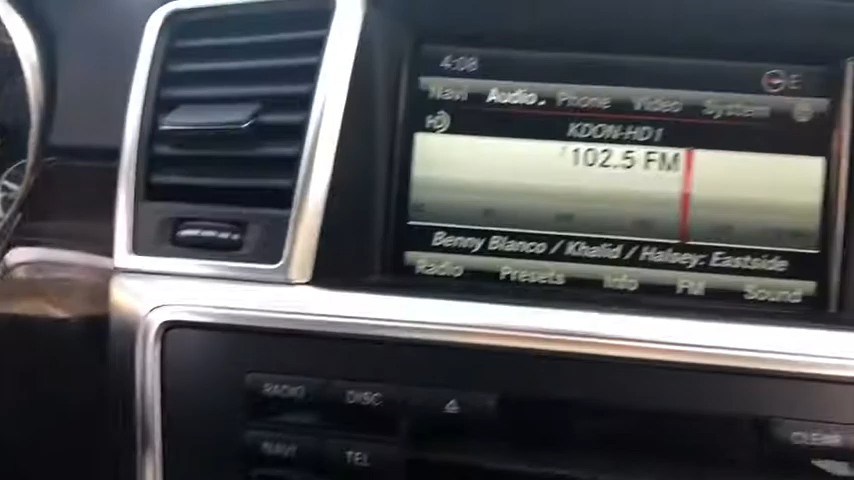 4:08 E
Navi Audio Phone Video System
HD KDON-HD1
102.5 FM
Benny Blanco / Khalid / Halsey / Eastside
Radio Presets Info FM Sound
RADIO DISC
NAVI TEL
CLEAR